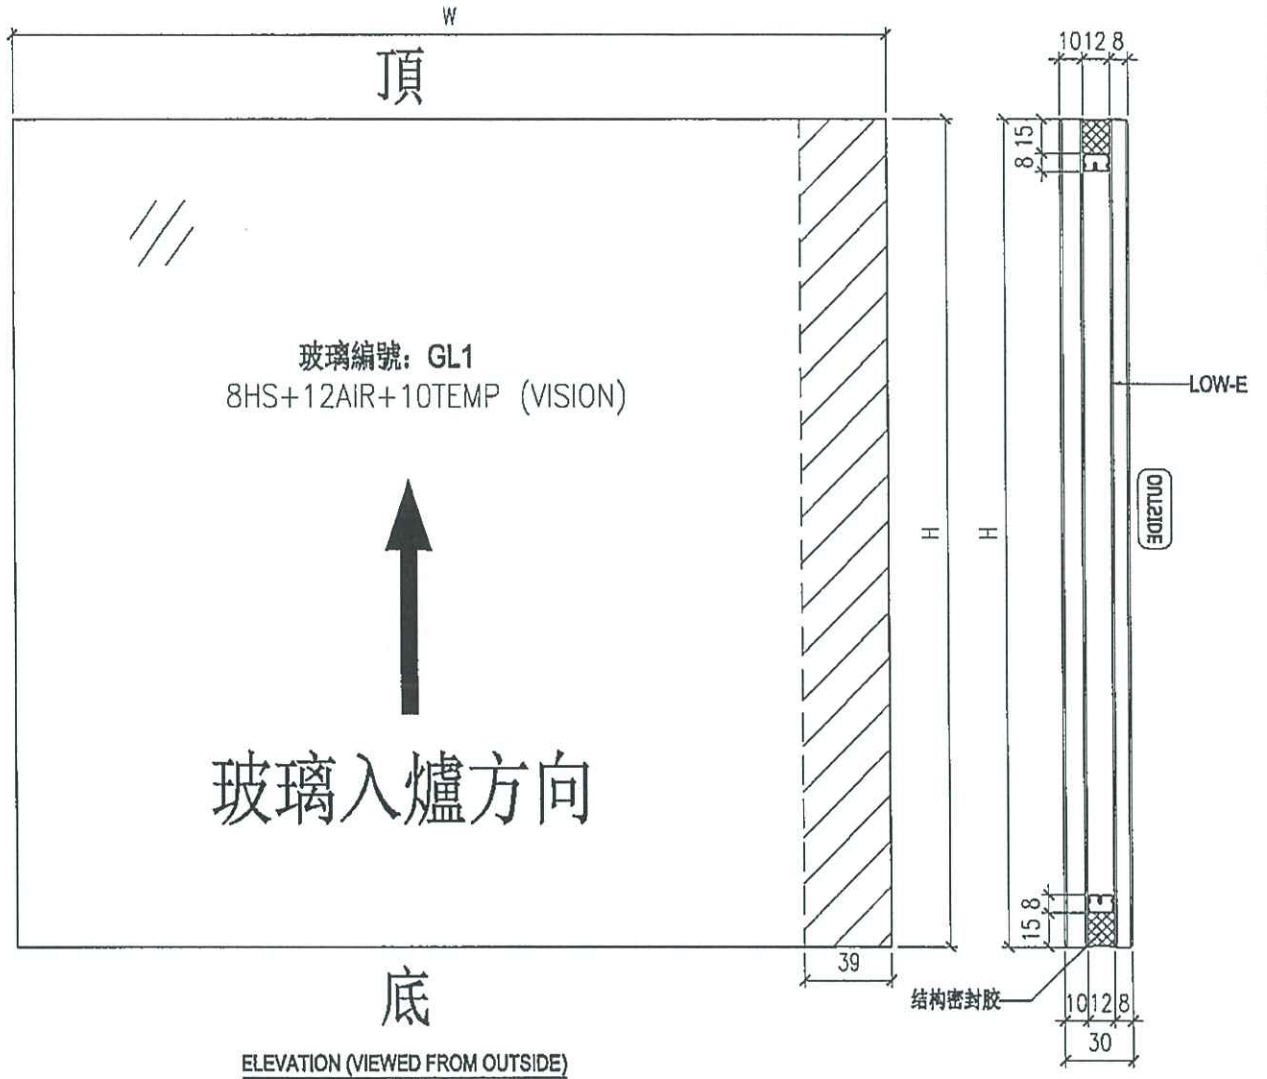 W
頂
10 12 8
15
8
玻璃編號: GL1
8HS+12AIR+10TEMP (VISION)
LOW-E
OUTSIDE
H
H
玻璃入爐方向
8
15
39
底
结构密封胶
10 12 8
30
ELEVATION (VIEWED FROM OUTSIDE)